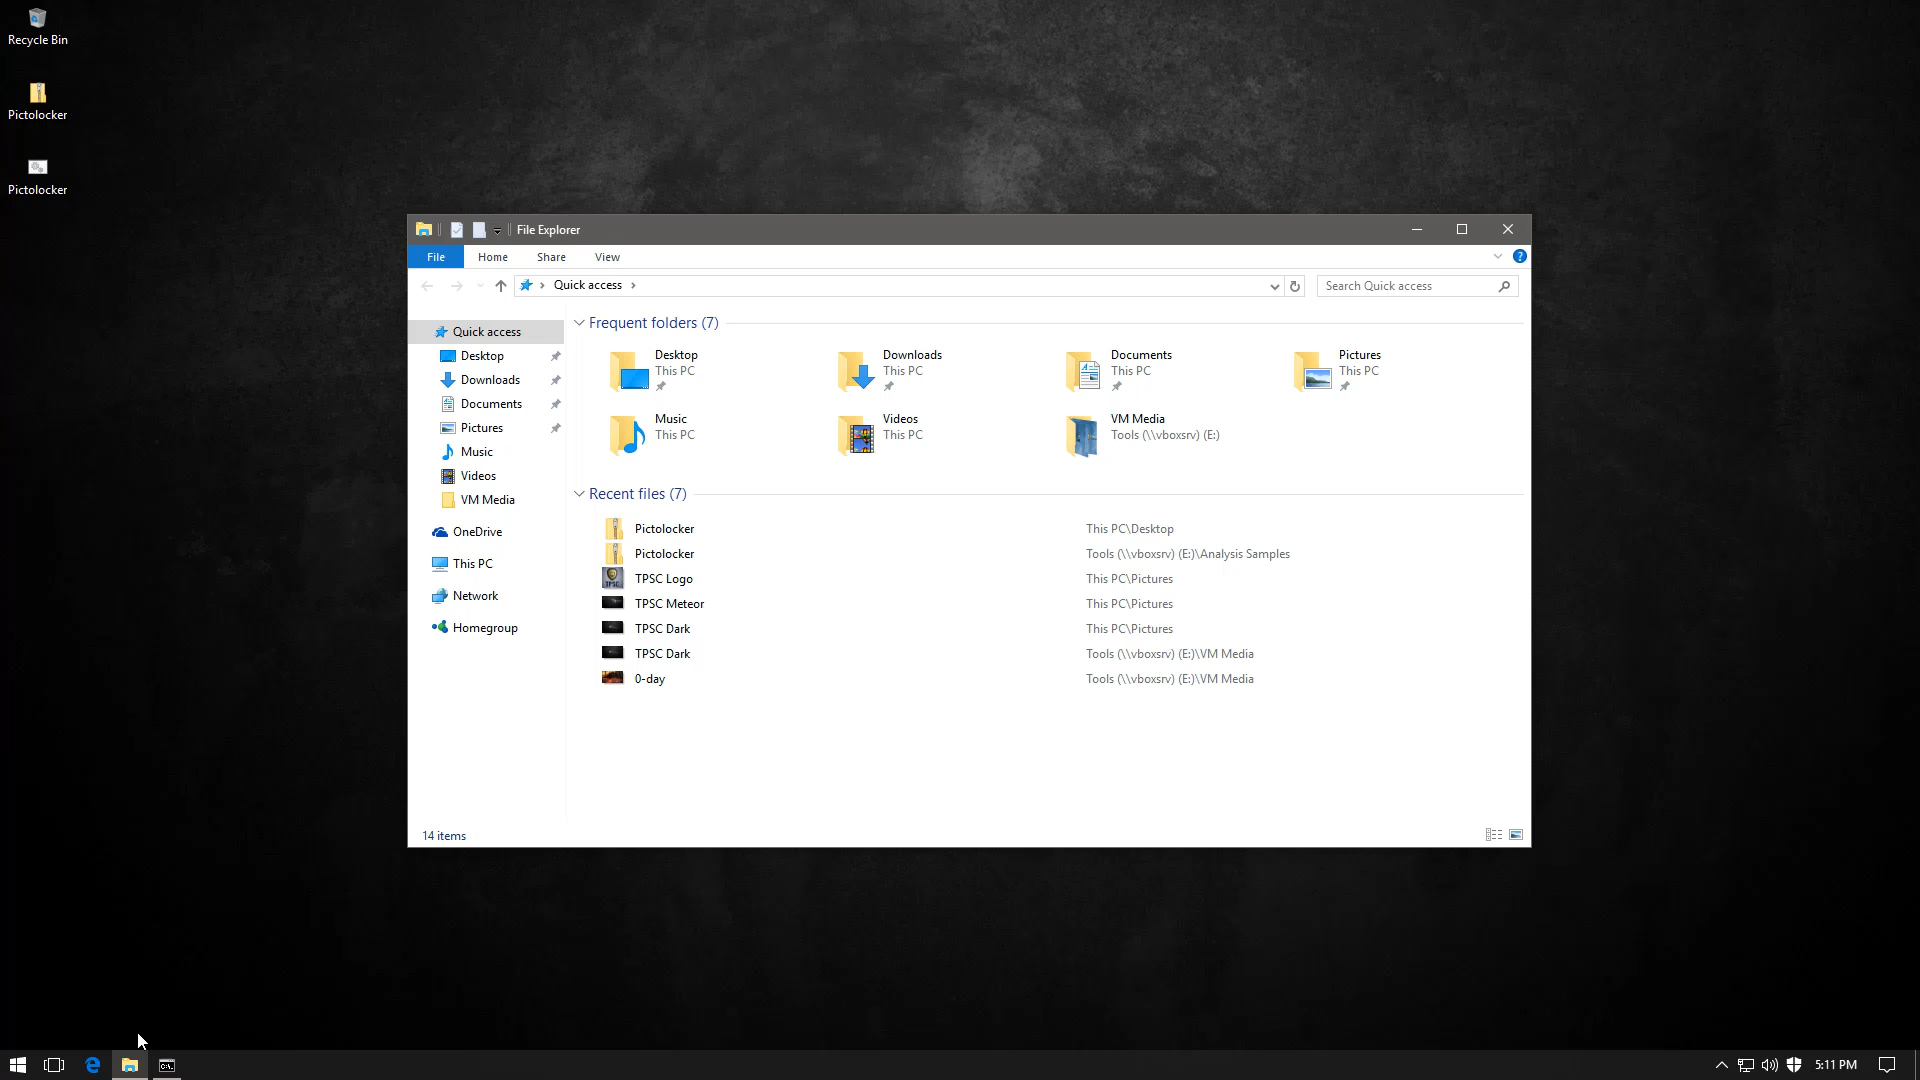 Recycle Bin
Pictolocker
Pictolocker
File Explorer
File
Home
Share
View
?
Quick access
Search Quick access
Quick access
Desktop
Downloads
Documents
Pictures
Music
Videos
VM Media
OneDrive
This PC
Network
Homegroup
Frequent folders (7)
Desktop
This PC
Downloads
This PC
Documents
This PC
Pictures
This PC
Music
This PC
Videos
This PC
VM Media
Tools (\\vboxsrv) (E:)
Recent files (7)
Pictolocker This PC\Desktop
Pictolocker Tools (\\vboxsrv) (E:)\Analysis Samples
TPSC Logo This PC\Pictures
TPSC Meteor This PC\Pictures
TPSC Dark This PC\Pictures
TPSC Dark Tools (\\vboxsrv) (E:)\VM Media
0-day Tools (\\vboxsrv) (E:)\VM Media
14 items
5:11 PM